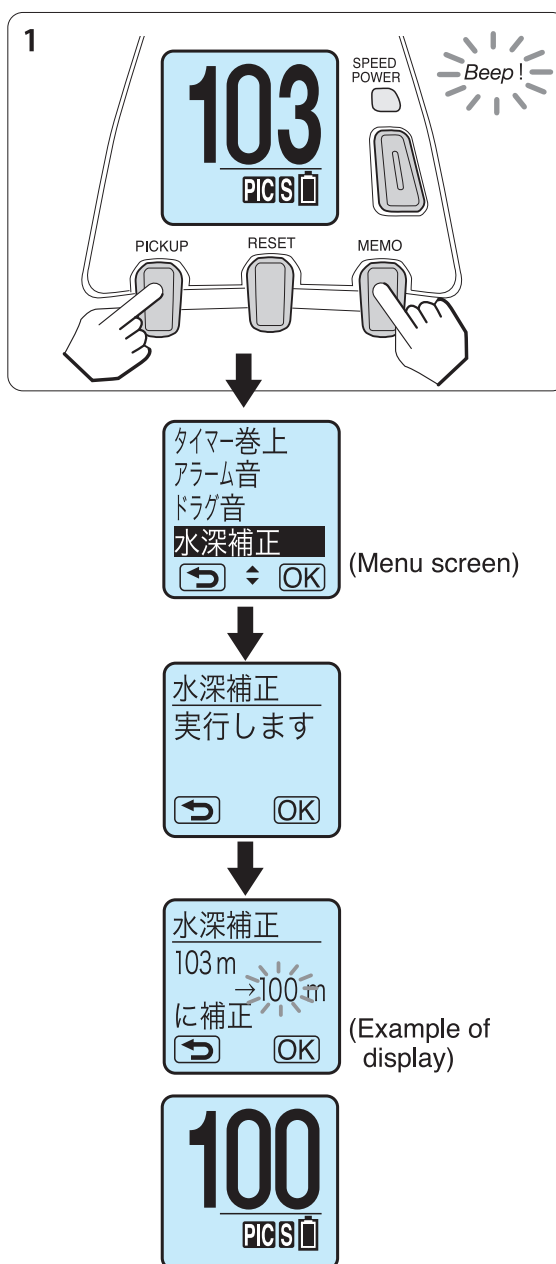 1
SPEED
POWER
Beep!
103
PIC S
PICKUP
RESET
MEMO
タイマー巻上
アラーム音
ドラグ音
水深補正
OK
(Menu screen)
水深補正
実行します
OK
水深補正
103m
→100m
に補正
OK
(Example of
display)
100
PIC S